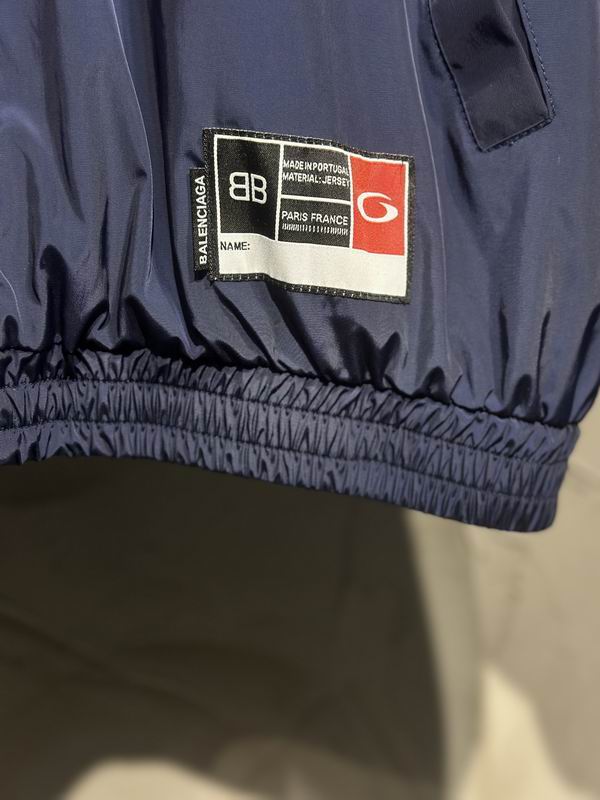 BALENCIAGA
BB
MADE IN PORTUGAL
MATERIAL: JERSEY
PARIS FRANCE
NAME: